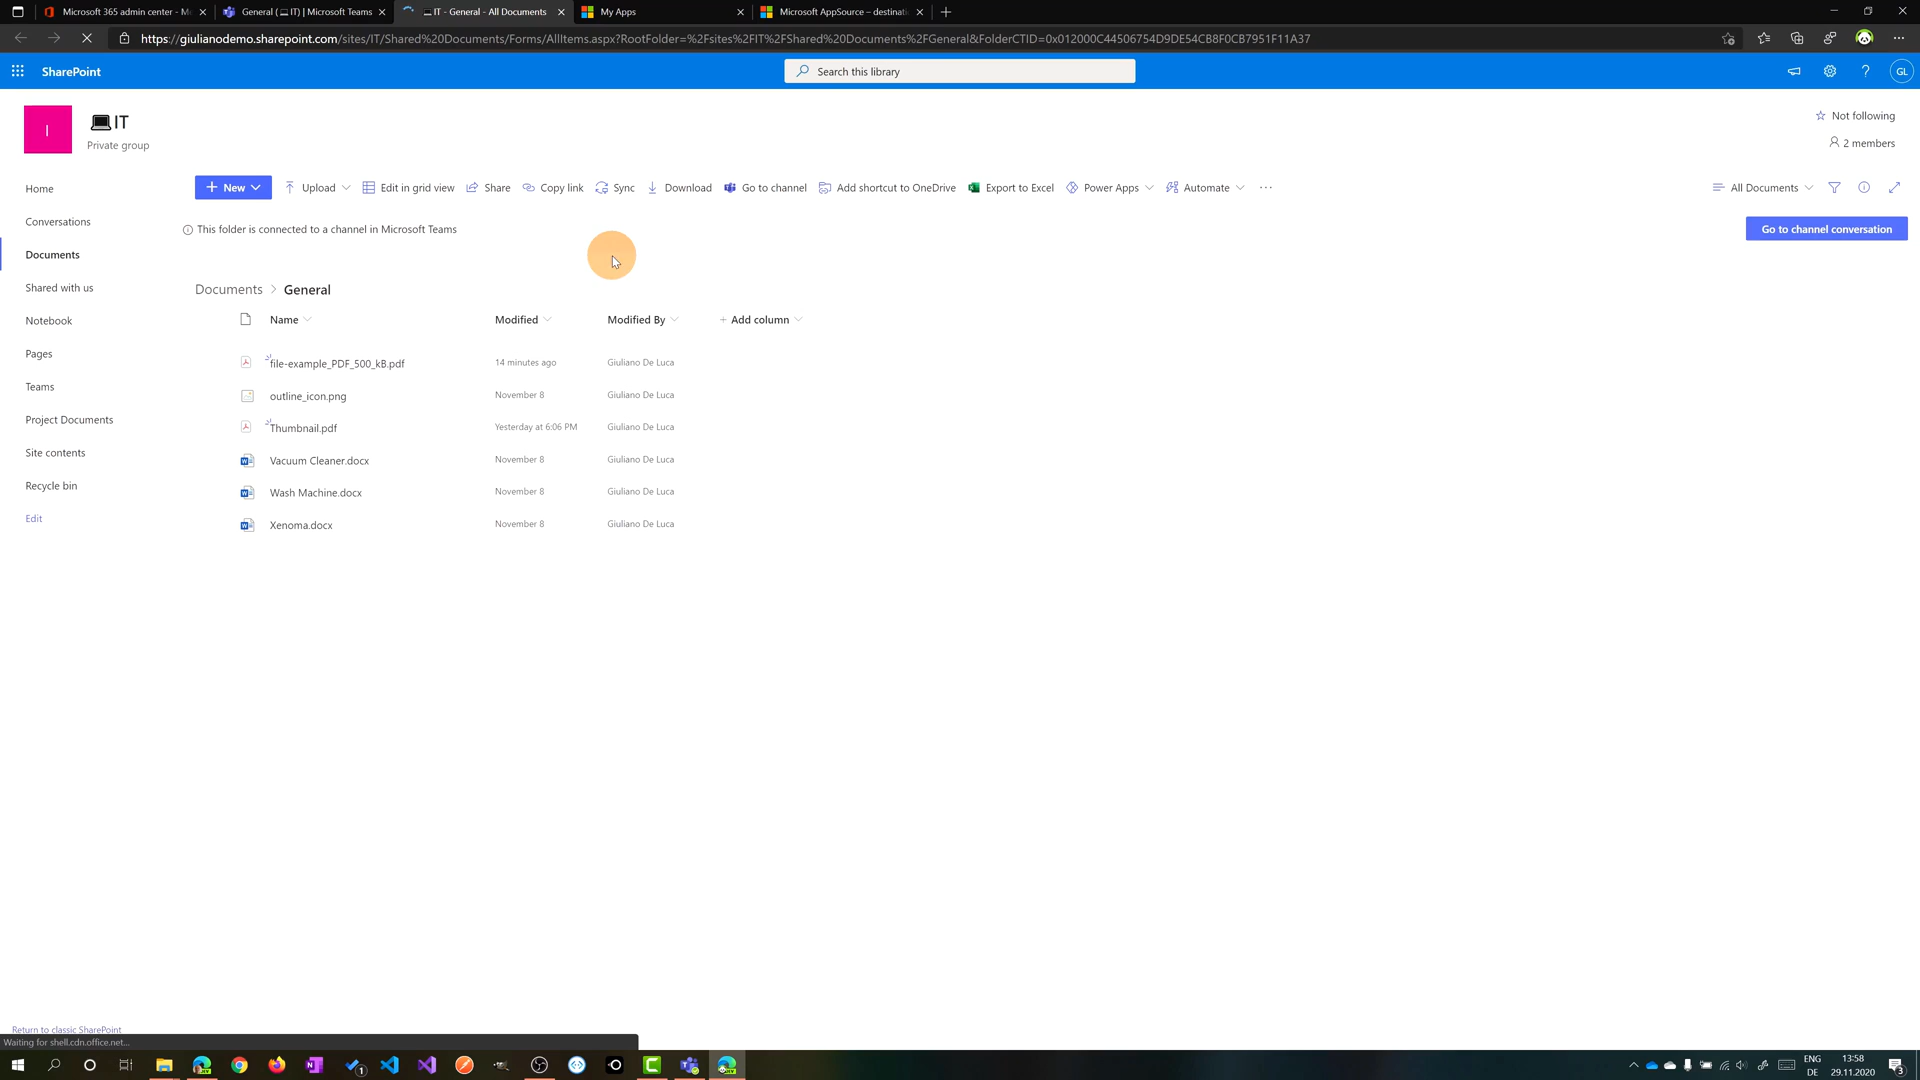 Microsoft 365 admin center - M
General (💻 IT) | Microsoft Teams
💻IT - General - All Documents
My Apps
Microsoft AppSource – destinati
https://giulianodemo.sharepoint.com/sites/IT/Shared%20Documents/Forms/AllItems.aspx?RootFolder=%2Fsites%2FIT%2FShared%20Documents%2FGeneral&FolderCTID=0x012000C44506754D9DE54CB8F0CB7951F11A37
SharePoint
Search this library
GL
I
💻IT
Private group
Not following
2 members
Home
Conversations
Documents
Shared with us
Notebook
Pages
Teams
Project Documents
Site contents
Recycle bin
Edit
New
Upload
Edit in grid view
Share
Copy link
Sync
Download
Go to channel
Add shortcut to OneDrive
Export to Excel
Power Apps
Automate
All Documents
This folder is connected to a channel in Microsoft Teams
Go to channel conversation
Documents > General
Name Modified Modified By + Add column
file-example_PDF_500_kB.pdf 14 minutes ago Giuliano De Luca
outline_icon.png November 8 Giuliano De Luca
Thumbnail.pdf Yesterday at 6:06 PM Giuliano De Luca
Vacuum Cleaner.docx November 8 Giuliano De Luca
Wash Machine.docx November 8 Giuliano De Luca
Xenoma.docx November 8 Giuliano De Luca
Return to classic SharePoint
Waiting for shell.cdn.office.net...
ENG
DE
13:58
29.11.2020